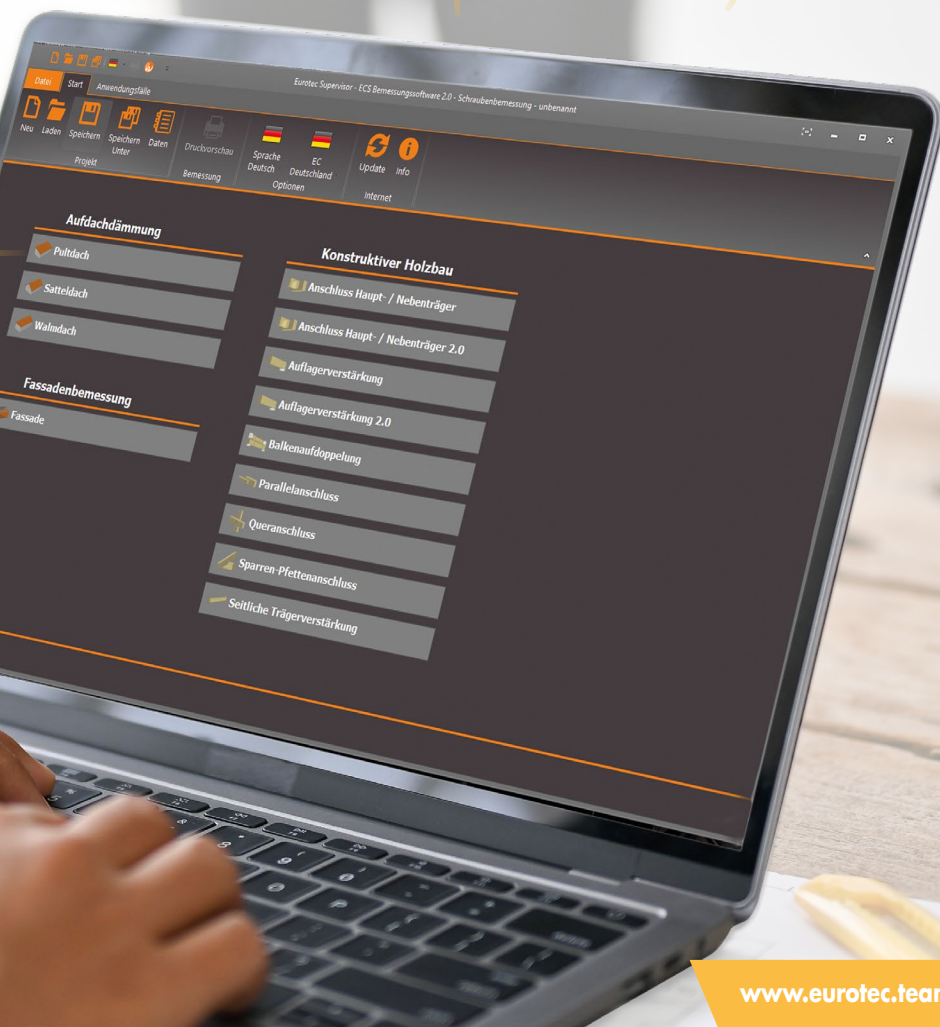 Eurotec Supervisor - ECS Bemessungssoftware 2.0 - Schraubenbemessung - unbenannt
Datei Start Anwendungsfälle
Neu Laden Speichern Speichern Unter Daten
Druckvorschau
Sprache Deutsch
EC Deutschland
Update Info
Projekt Bemessung Optionen Internet
Aufdachdämmung
Pultdach
Satteldach
Walmdach
Fassadenbemessung
Fassade
Konstruktiver Holzbau
Anschluss Haupt- / Nebenträger
Anschluss Haupt- / Nebenträger 2.0
Auflagerverstärkung
Auflagerverstärkung 2.0
Balkenaufdoppelung
Parallelanschluss
Queranschluss
Sparren-Pfettenanschluss
Seitliche Trägerverstärkung
www.eurotec.team